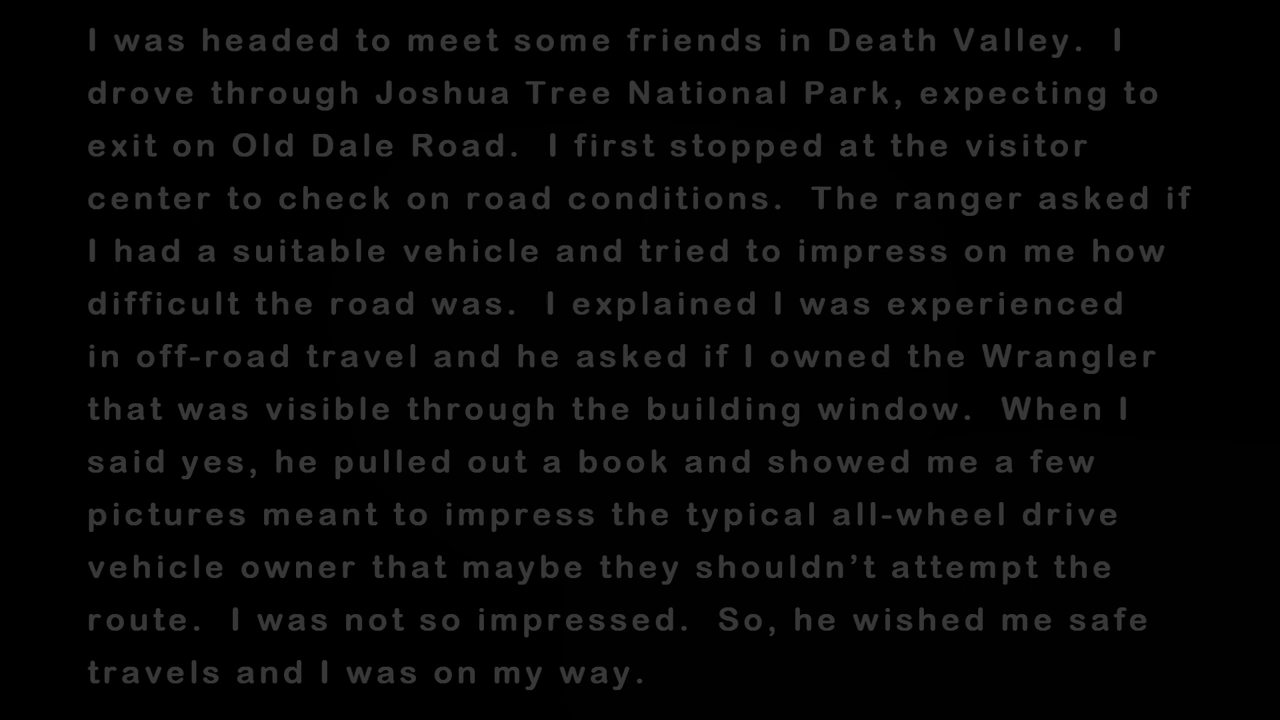 I was headed to meet some friends in Death Valley.  I
drove through Joshua Tree National Park, expecting to
exit on Old Dale Road.  I first stopped at the visitor
center to check on road conditions.  The ranger asked if
I had a suitable vehicle and tried to impress on me how
difficult the road was.  I explained I was experienced
in off-road travel and he asked if I owned the Wrangler
that was visible through the building window.  When I
said yes, he pulled out a book and showed me a few
pictures meant to impress the typical all-wheel drive
vehicle owner that maybe they shouldn’t attempt the
route.  I was not so impressed.  So, he wished me safe
travels and I was on my way.